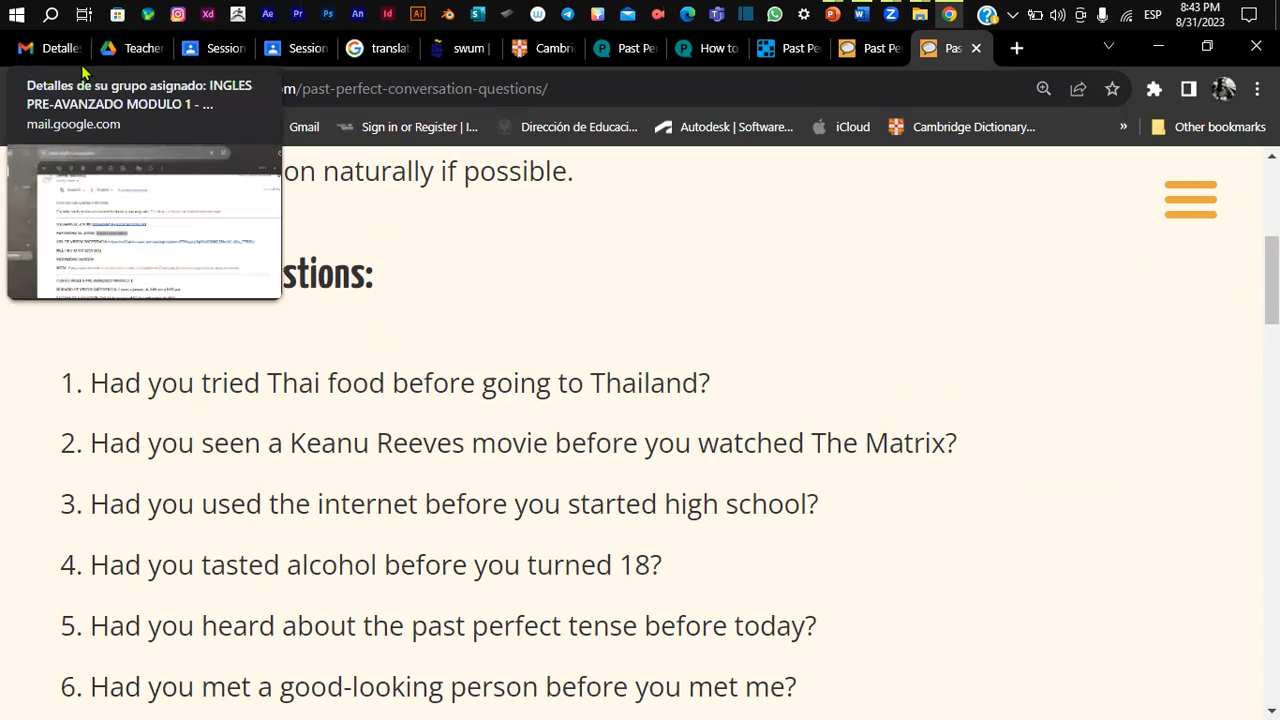 8:43 PM
ESP
8/31/2023
Detalle
Teacher
Session
Session
translat
swum |
Cambri
Past Pe
How to
Past Pe
Past Pe
Pas
Detalles de su grupo asignado: INGLES
PRE-AVANZADO MODULO 1 - ...
mail.google.com
om/past-perfect-conversation-questions/
Gmail
Sign in or Register | I...
Dirección de Educaci...
Autodesk | Software...
iCloud
Cambridge Dictionary...
»
Other bookmarks
on naturally if possible.
stions:
1. Had you tried Thai food before going to Thailand?
2. Had you seen a Keanu Reeves movie before you watched The Matrix?
3. Had you used the internet before you started high school?
4. Had you tasted alcohol before you turned 18?
5. Had you heard about the past perfect tense before today?
6. Had you met a good-looking person before you met me?